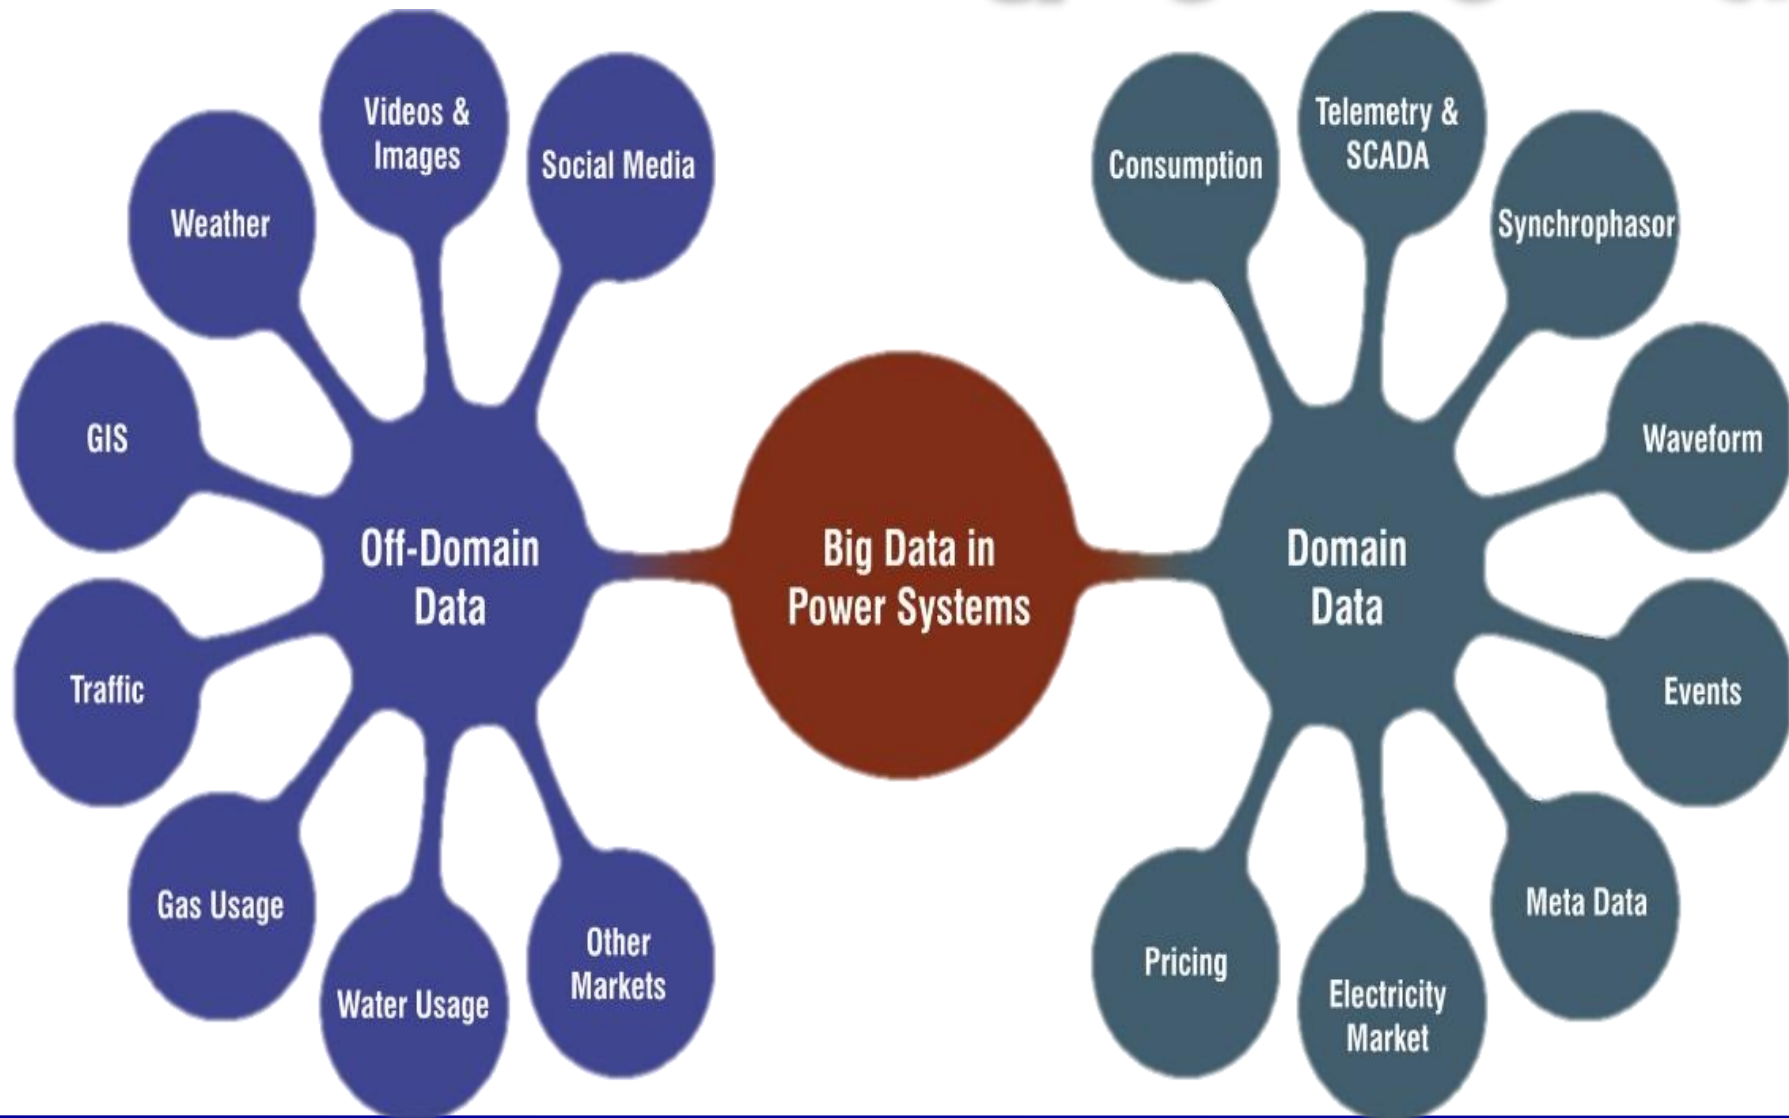 Videos &
Images
Social Media
Weather
GIS
Off-Domain
Data
Traffic
Gas Usage
Water Usage
Other
Markets
Big Data in
Power Systems
Consumption
Telemetry &
SCADA
Synchrophasor
Waveform
Domain
Data
Events
Meta Data
Pricing
Electricity
Market